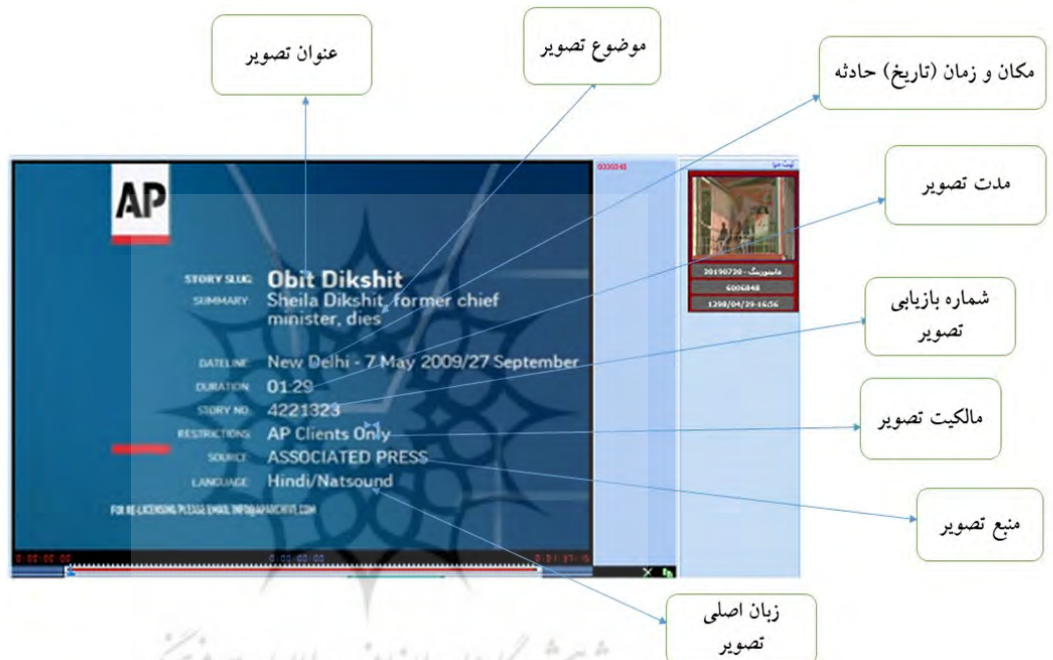 عنوان تصویر
موضوع تصویر
مکان و زمان (تاریخ) حادثه
مدت تصویر
شماره بازیابی
تصویر
مالکیت تصویر
منبع تصویر
زبان اصلی
تصویر
AP
STORY SLUG: Obit Dikshit
SUMMARY: Sheila Dikshit, former chief
minister, dies
DATELINE: New Delhi - 7 May 2009/27 September
DURATION: 01:29
STORY NO: 4221323
RESTRICTIONS: AP Clients Only
SOURCE: ASSOCIATED PRESS
LANGUAGE: Hindi/Natsound
FOR RE-LICENSING PLEASE EMAIL INFO@APARCHIVE.COM
6006848
مانیتورینگ - 20190720
6006848
1398/04/29-16:56